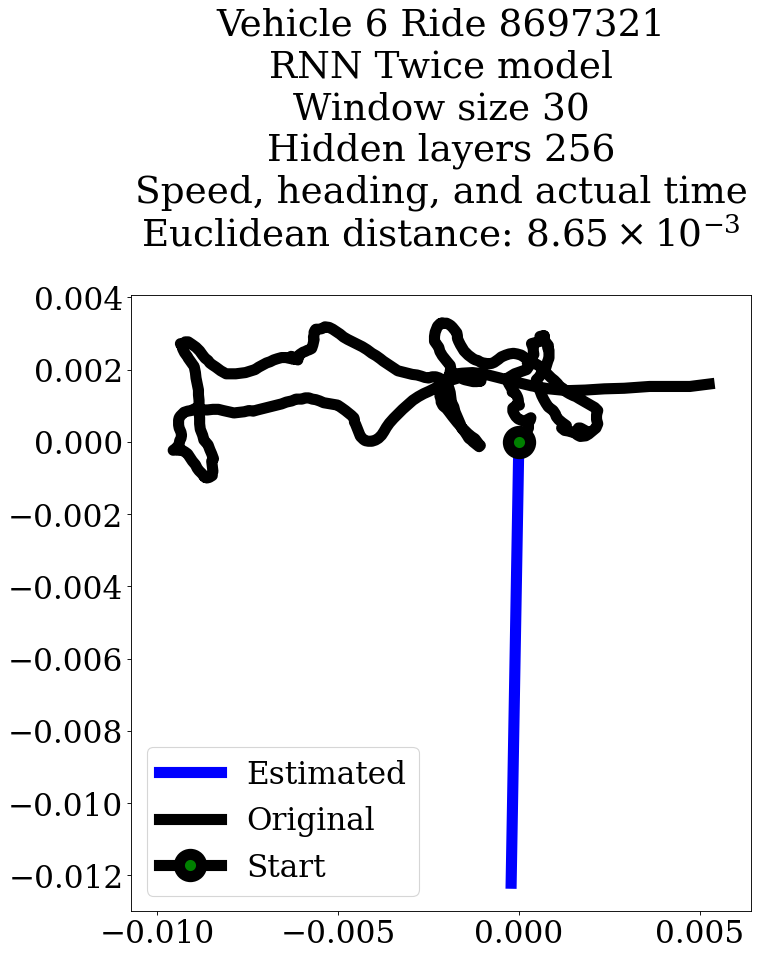 Vehicle 6 Ride 8697321
RNN Twice model
Window size 30
Hidden layers 256
Speed, heading, and actual time
Euclidean distance: 8.65 × 10⁻³
0.004
0.002
0.000
−0.002
−0.004
−0.006
−0.008
−0.010
−0.012
Estimated
Original
Start
−0.010 −0.005 0.000 0.005